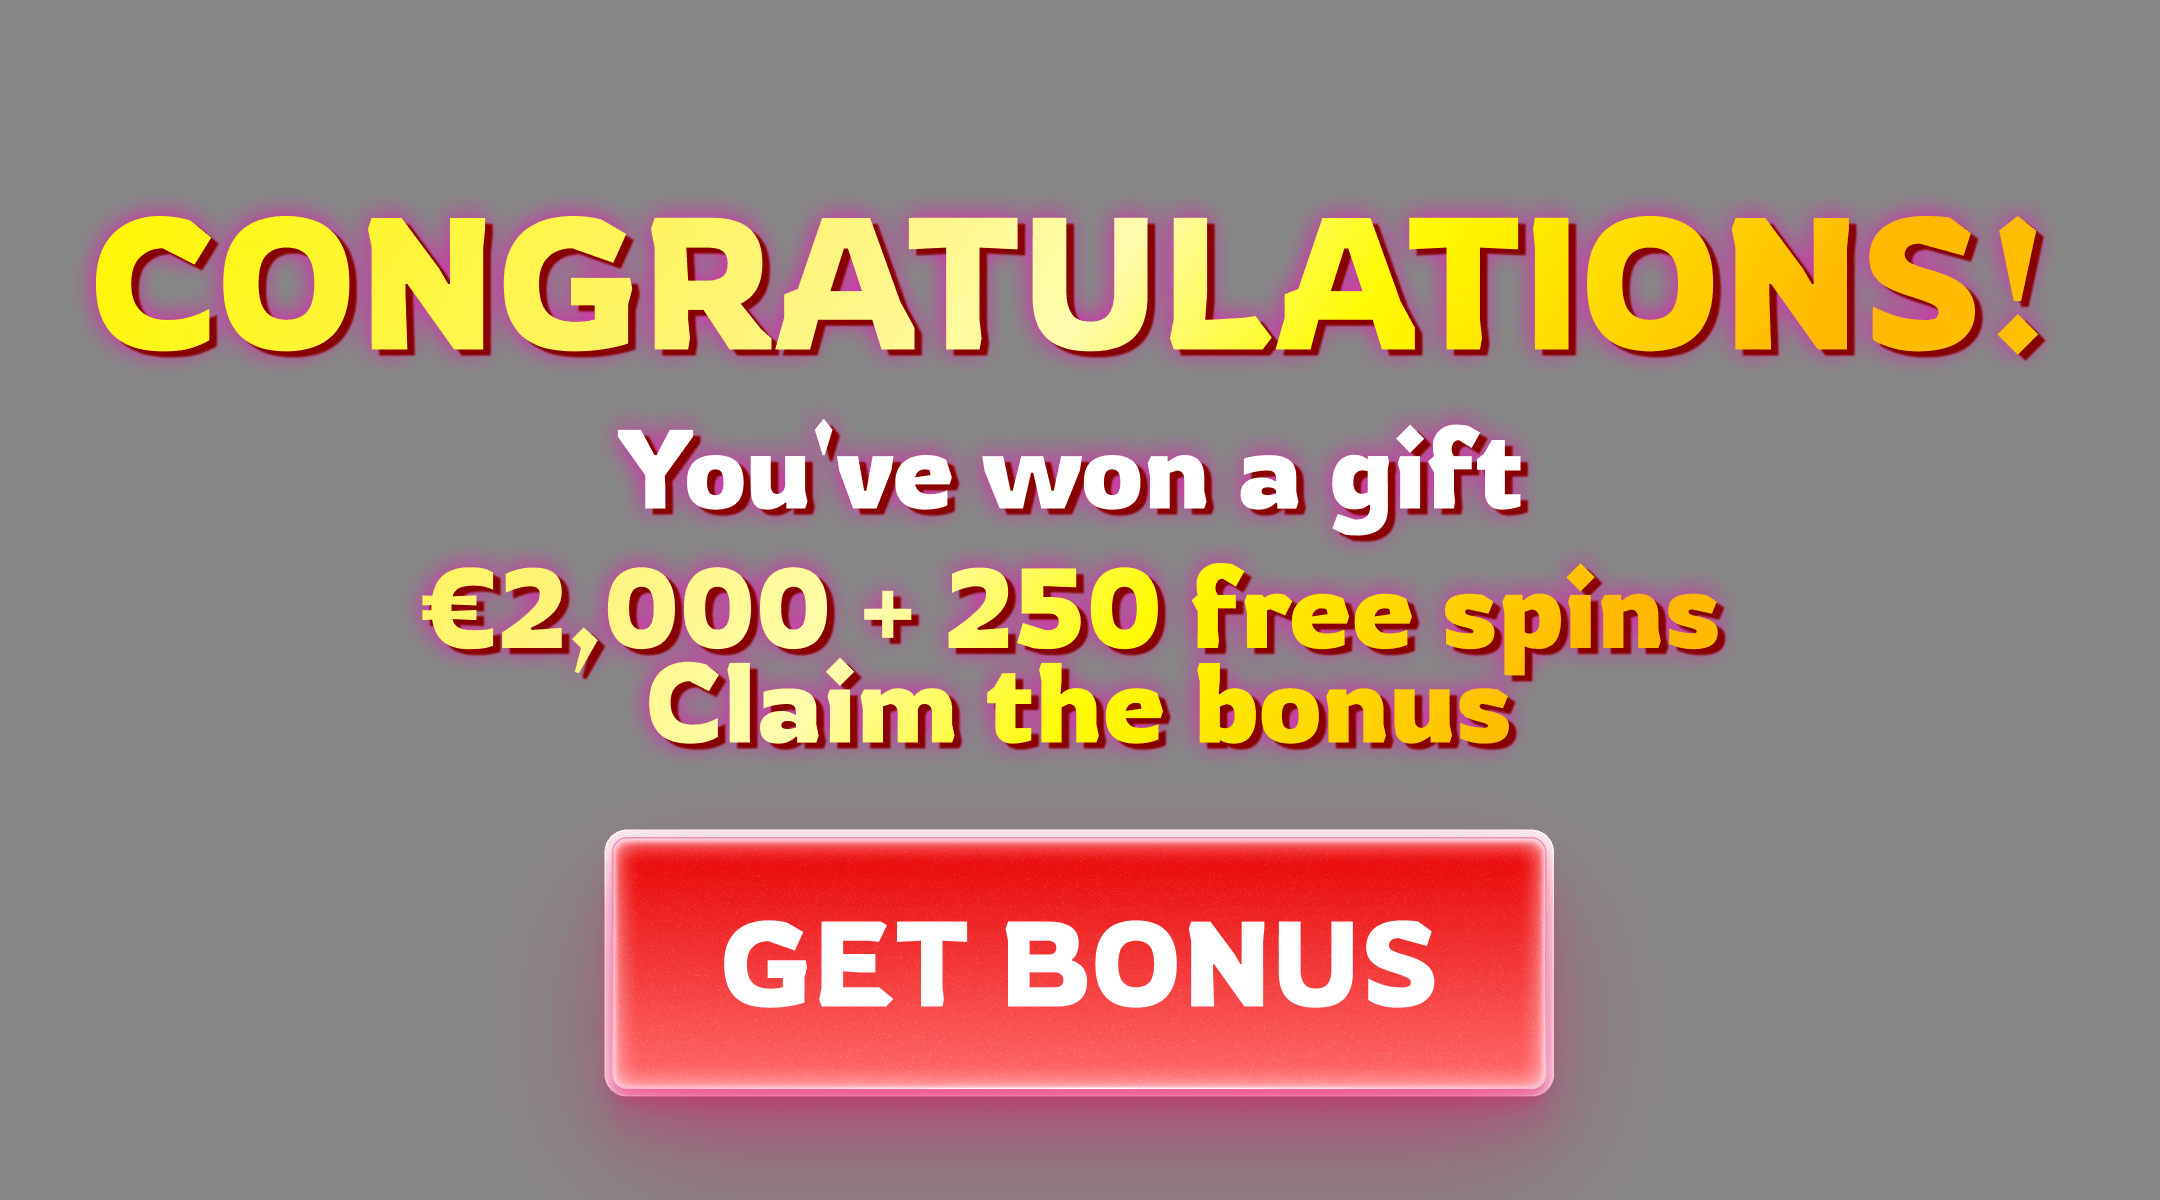 CONGRATULATIONS!
You've won a gift
€2,000 + 250 free spins
Claim the bonus
GET BONUS